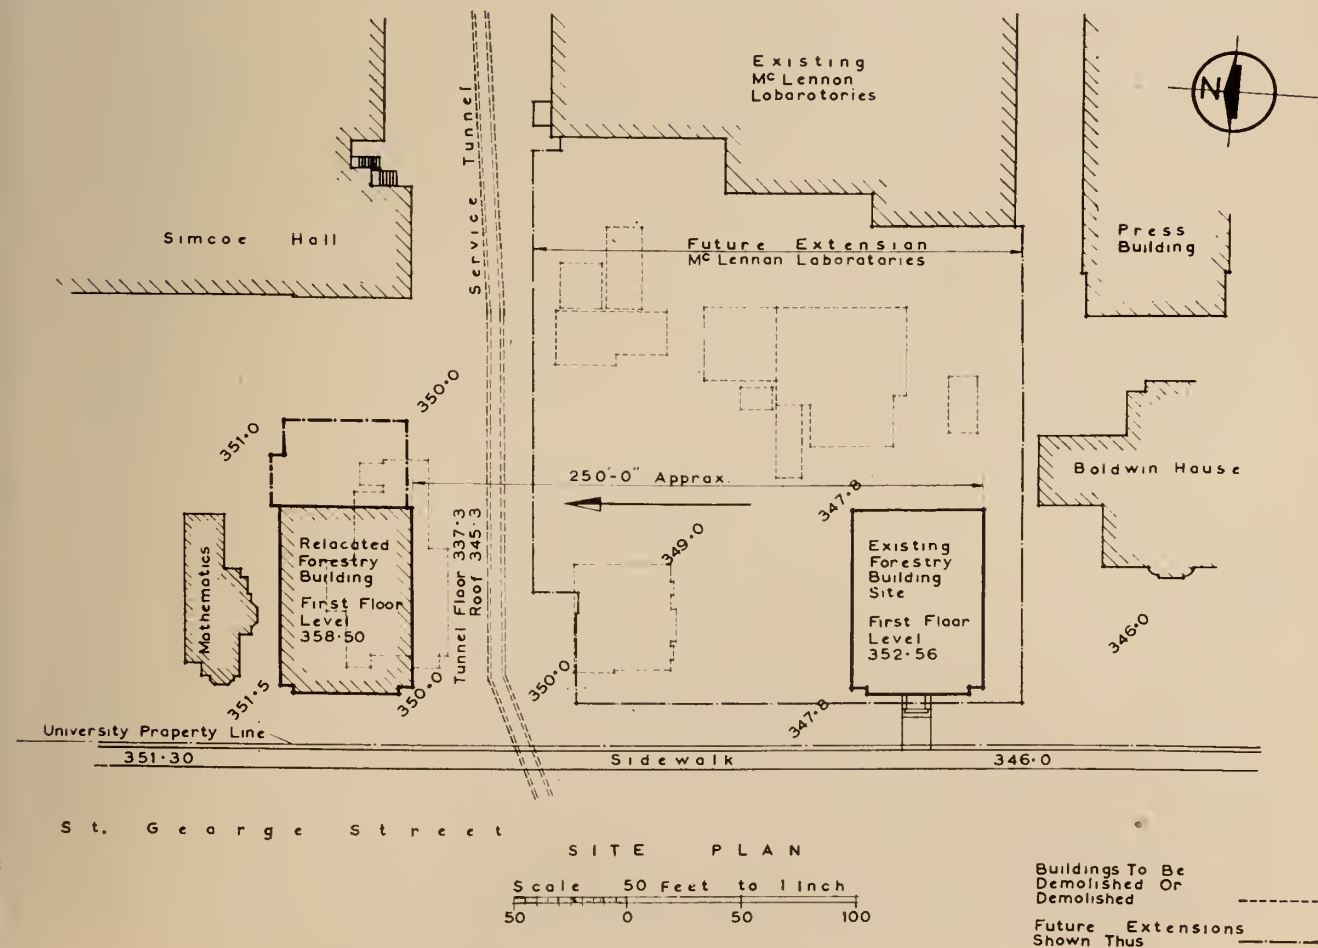 Existing
Mc Lennon
Loborotories
N
Service Tunnel
Simcoe Hall
Press
Building
Future Extension
Mc Lennan Laboratories
350·0
351·0
250'-0" Approx.
347·8
Boldwin House
349·0
Mathematics
Relocated
Forestry
Building
First Floor
Level
358·50
Tunnel Floor 337·3
Roof 345·3
Existing
Forestry
Building
Site
First Floor
Level
352·56
346·0
351·5
350·0
350·0
347·8
University Property Line
351·30
Sidewalk
346·0
St. George Street
SITE PLAN
Scale 50 Feet to 1 Inch
50 0 50 100
Buildings To Be
Demolished Or
Demolished
Future Extensions
Shown Thus